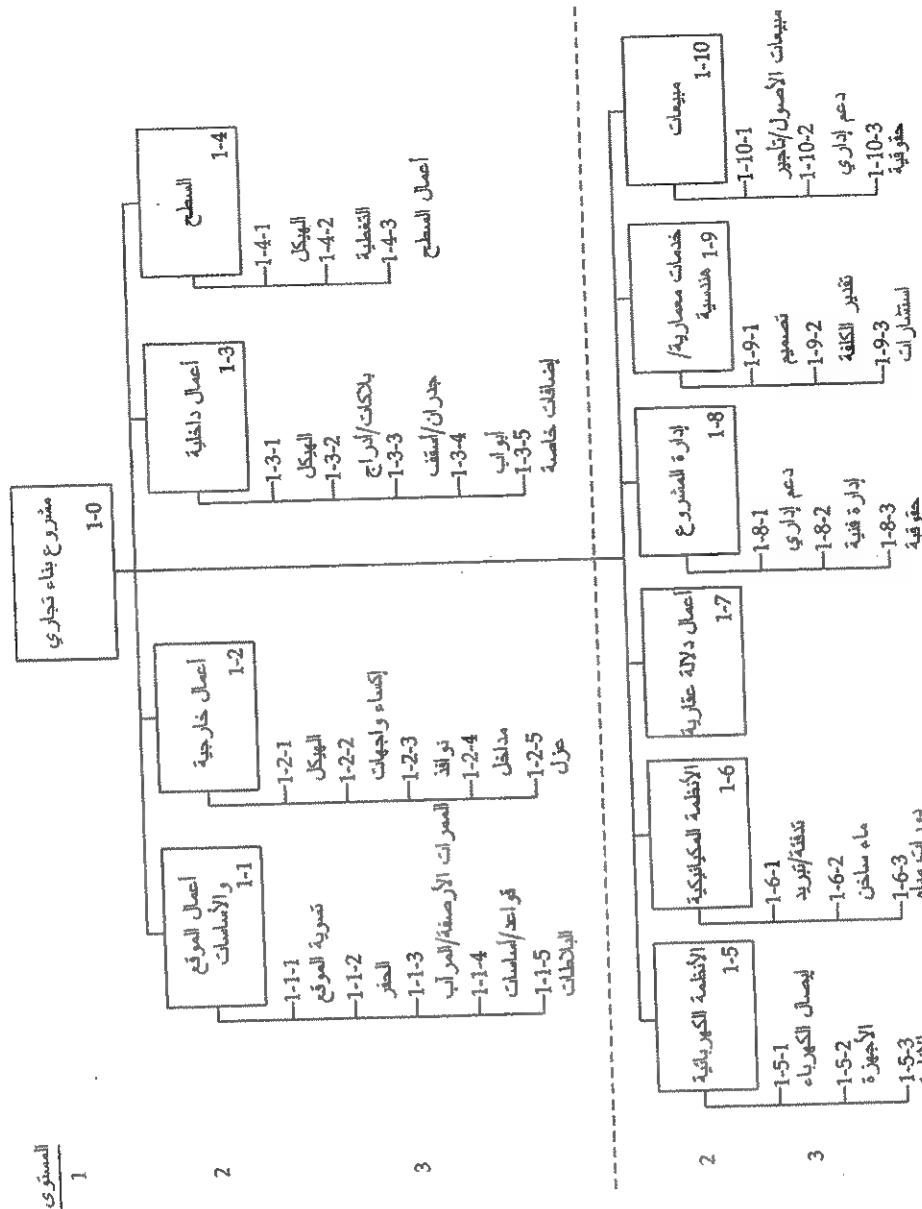 المستوى
1
2
3
2
3
مشروع بناء تجاري
1-0
أعمال الموقع
والأساسات
1-1
1-1-1
تسوية الموقع
1-1-2
الحفر
1-1-3
الممرات الأرصفة/المرآب
1-1-4
قواعد/أساسات
1-1-5
البلاطات
أعمال خارجية
1-2
1-2-1
الهيكل
1-2-2
إكساء واجهات
1-2-3
نوافذ
1-2-4
مداخل
1-2-5
عزل
أعمال داخلية
1-3
1-3-1
الهيكل
1-3-2
بلاكات/أدراج
1-3-3
جدران/أسقف
1-3-4
أبواب
1-3-5
إضافات خاصة
السطح
1-4
1-4-1
الهيكل
1-4-2
التغطية
1-4-3
أعمال السطح
الأنظمة الكهربائية
1-5
1-5-1
إيصال الكهرباء
1-5-2
الأجهزة
1-5-3
الأنظمة الميكانيكية
1-6
1-6-1
تدفئة/تبريد
1-6-2
ماء ساخن
1-6-3
أعمال دلالة عقارية
1-7
إدارة المشروع
1-8
1-8-1
دعم إداري
1-8-2
إدارة فنية
1-8-3
حقوقية
خدمات معمارية/
هندسية 1-9
1-9-1
تصميم
1-9-2
تقدير الكلفة
1-9-3
استشارات
مبيعات
1-10
1-10-1
مبيعات الأصول/تأجير
1-10-2
دعم إداري
1-10-3
حقوقية